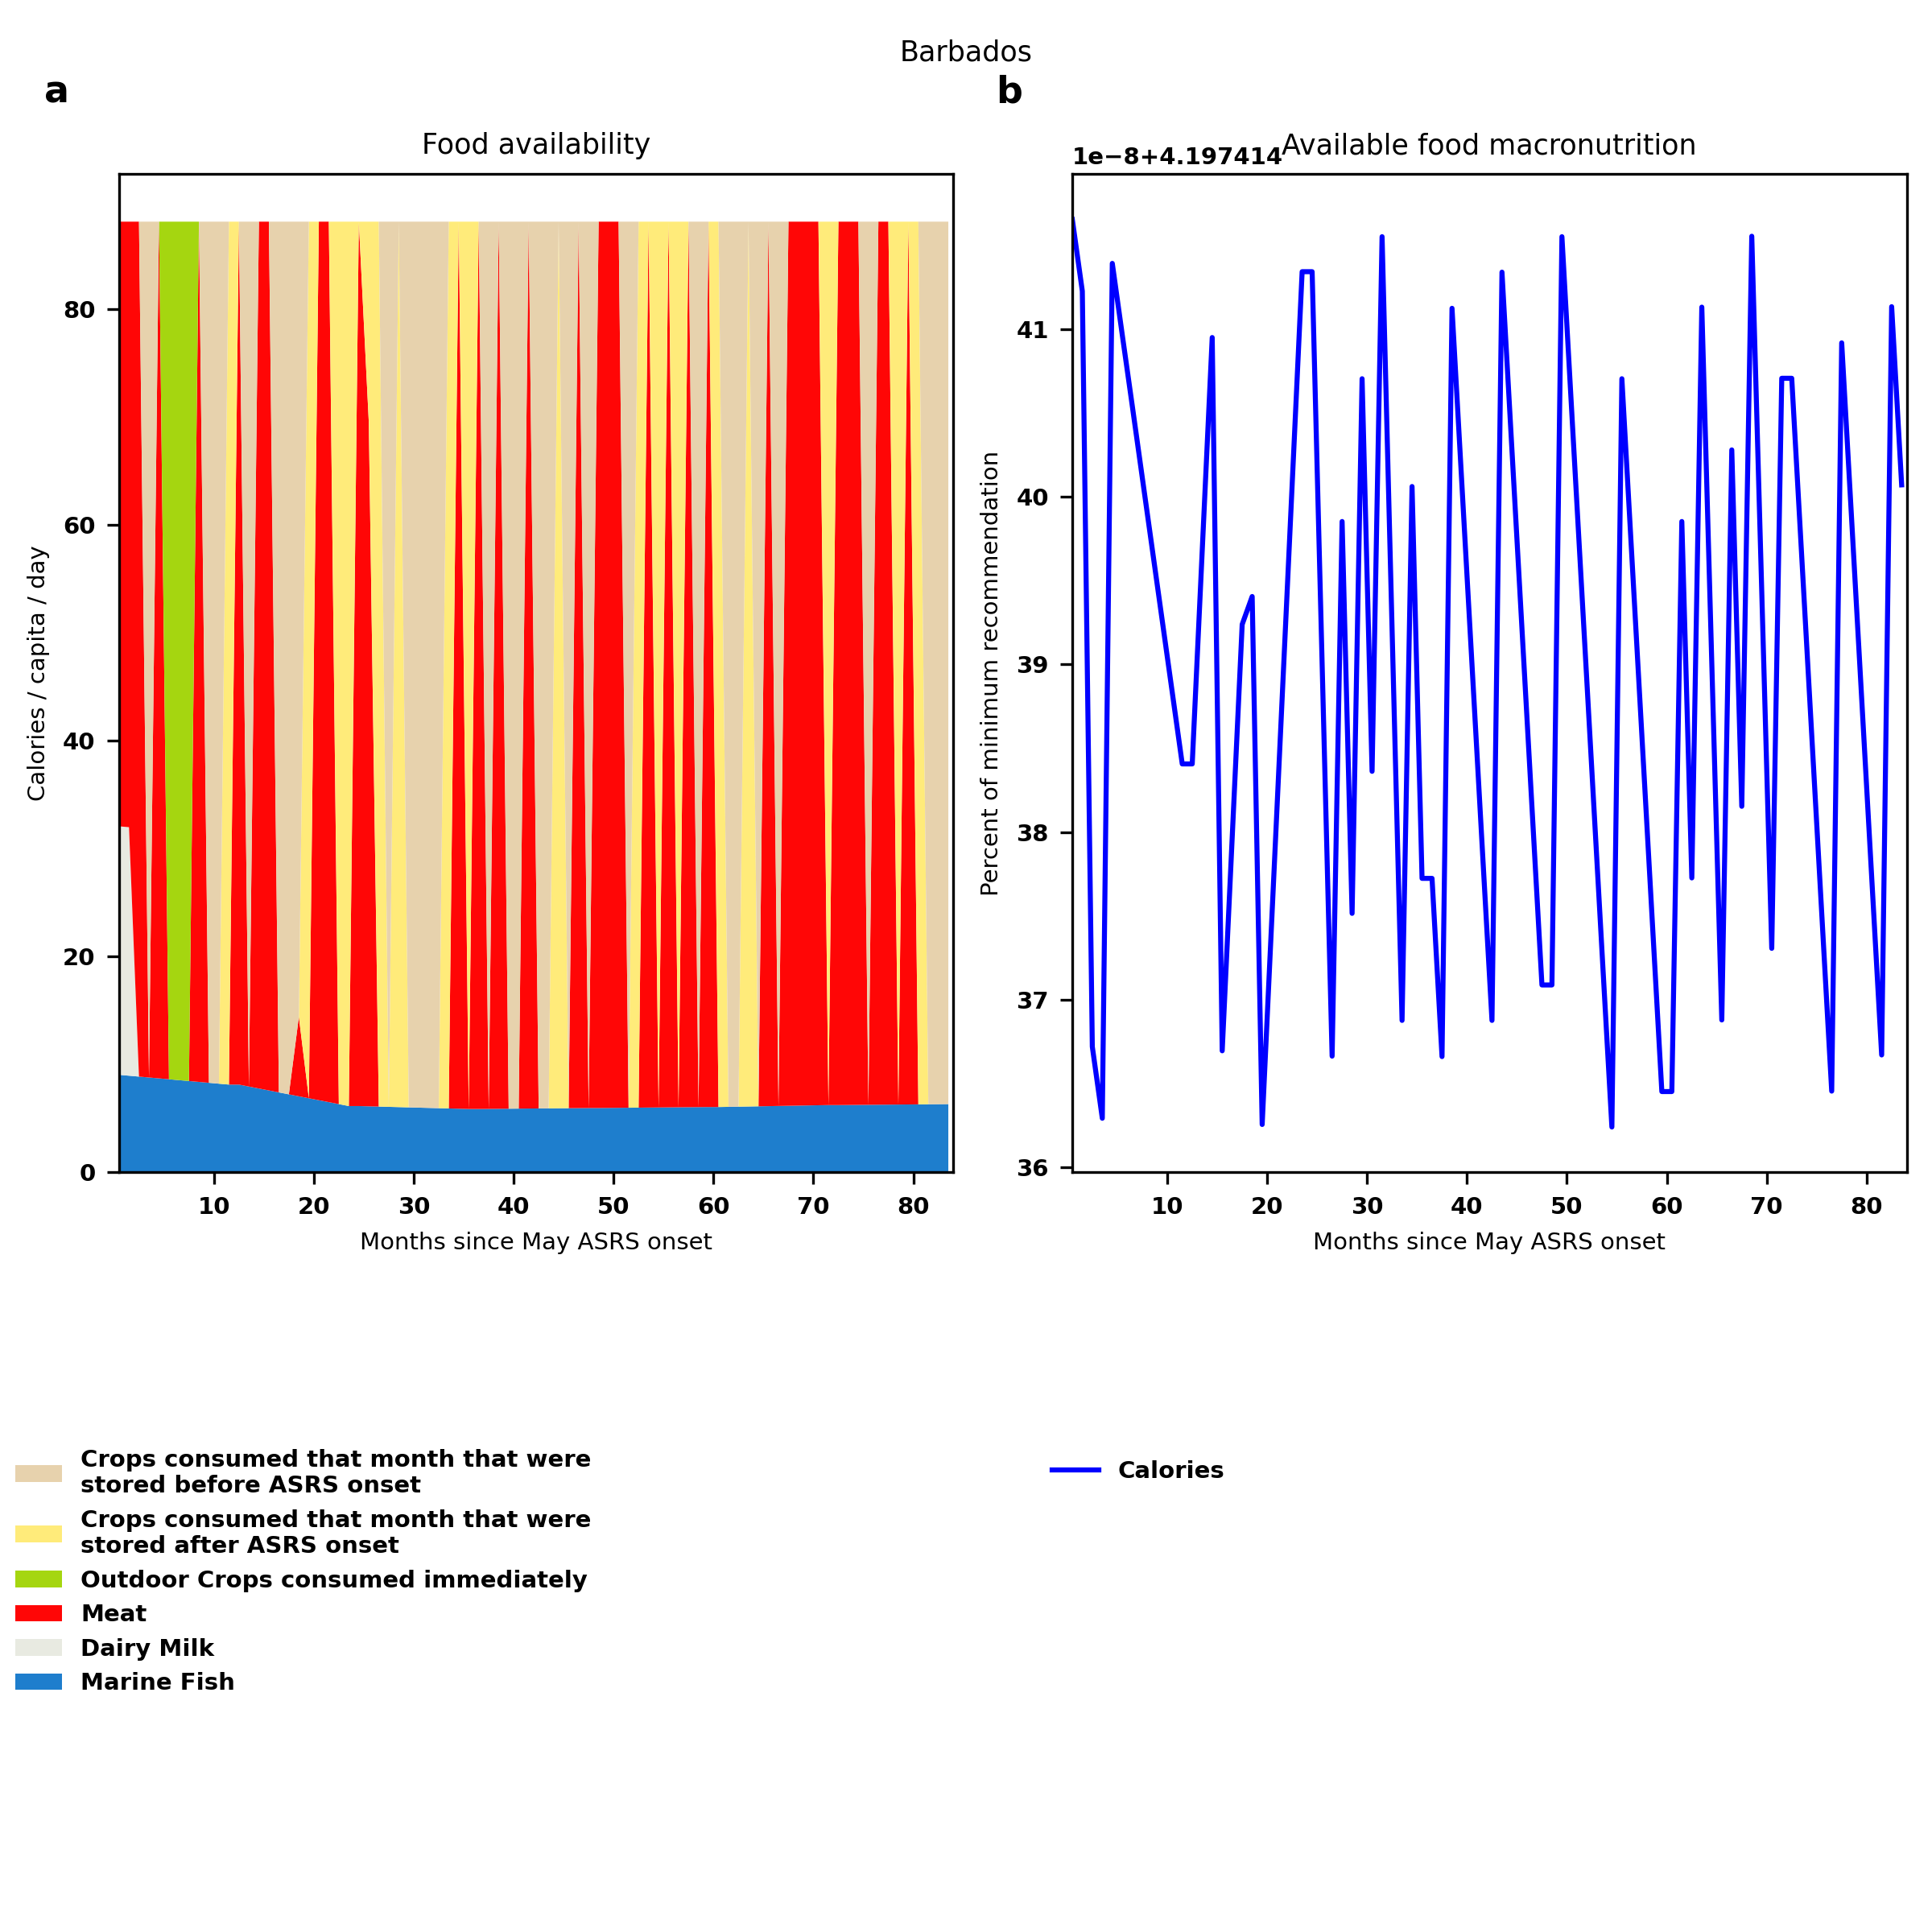 Barbados
a
Food availability
80
60
40
20
0
Calories / capita / day
10 20 30 40 50 60 70 80
Months since May ASRS onset
b
Available food macronutrition
1e−8+4.197414
41
40
39
38
37
36
Percent of minimum recommendation
10 20 30 40 50 60 70 80
Months since May ASRS onset
Crops consumed that month that were
stored before ASRS onset
Crops consumed that month that were
stored after ASRS onset
Outdoor Crops consumed immediately
Meat
Dairy Milk
Marine Fish
Calories